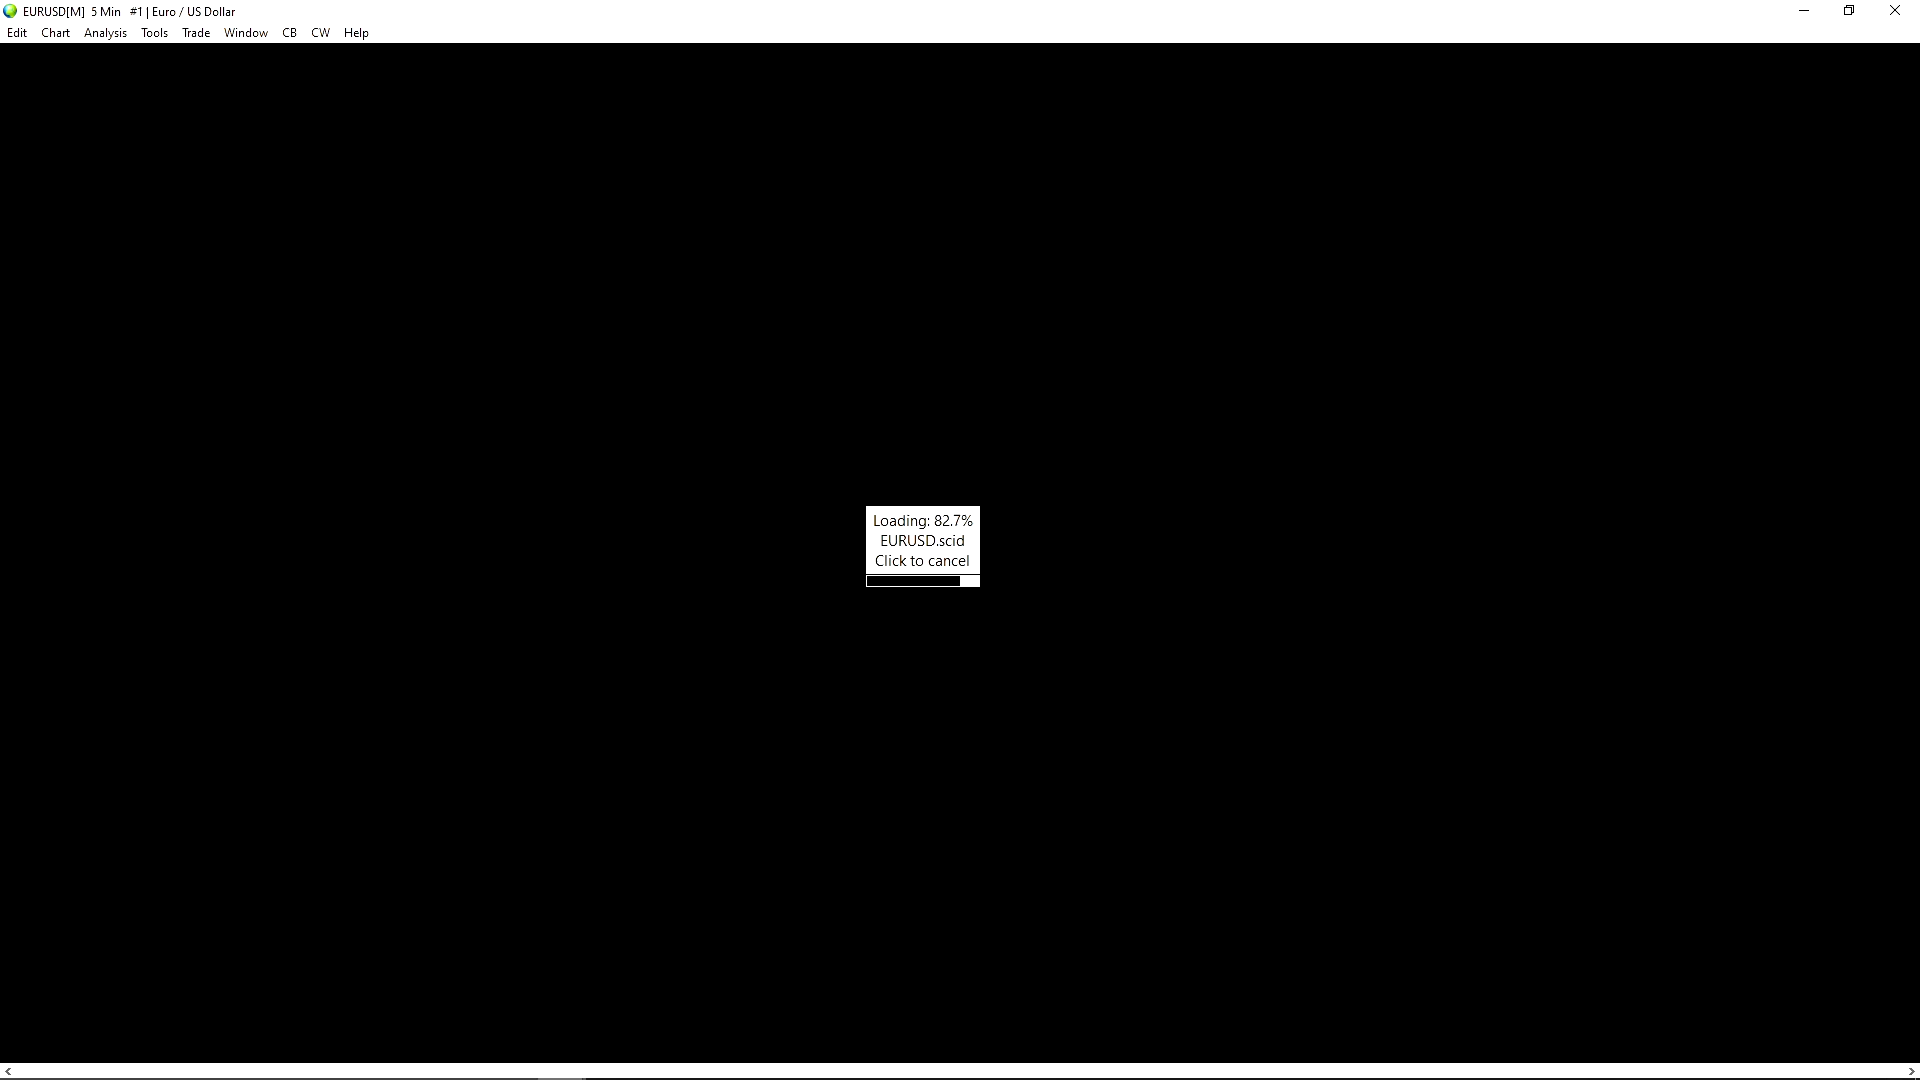 EURUSD[M] 5 Min #1 | Euro / US Dollar
Edit Chart Analysis Tools Trade Window CB CW Help
Loading: 82.7%
EURUSD.scid
Click to cancel